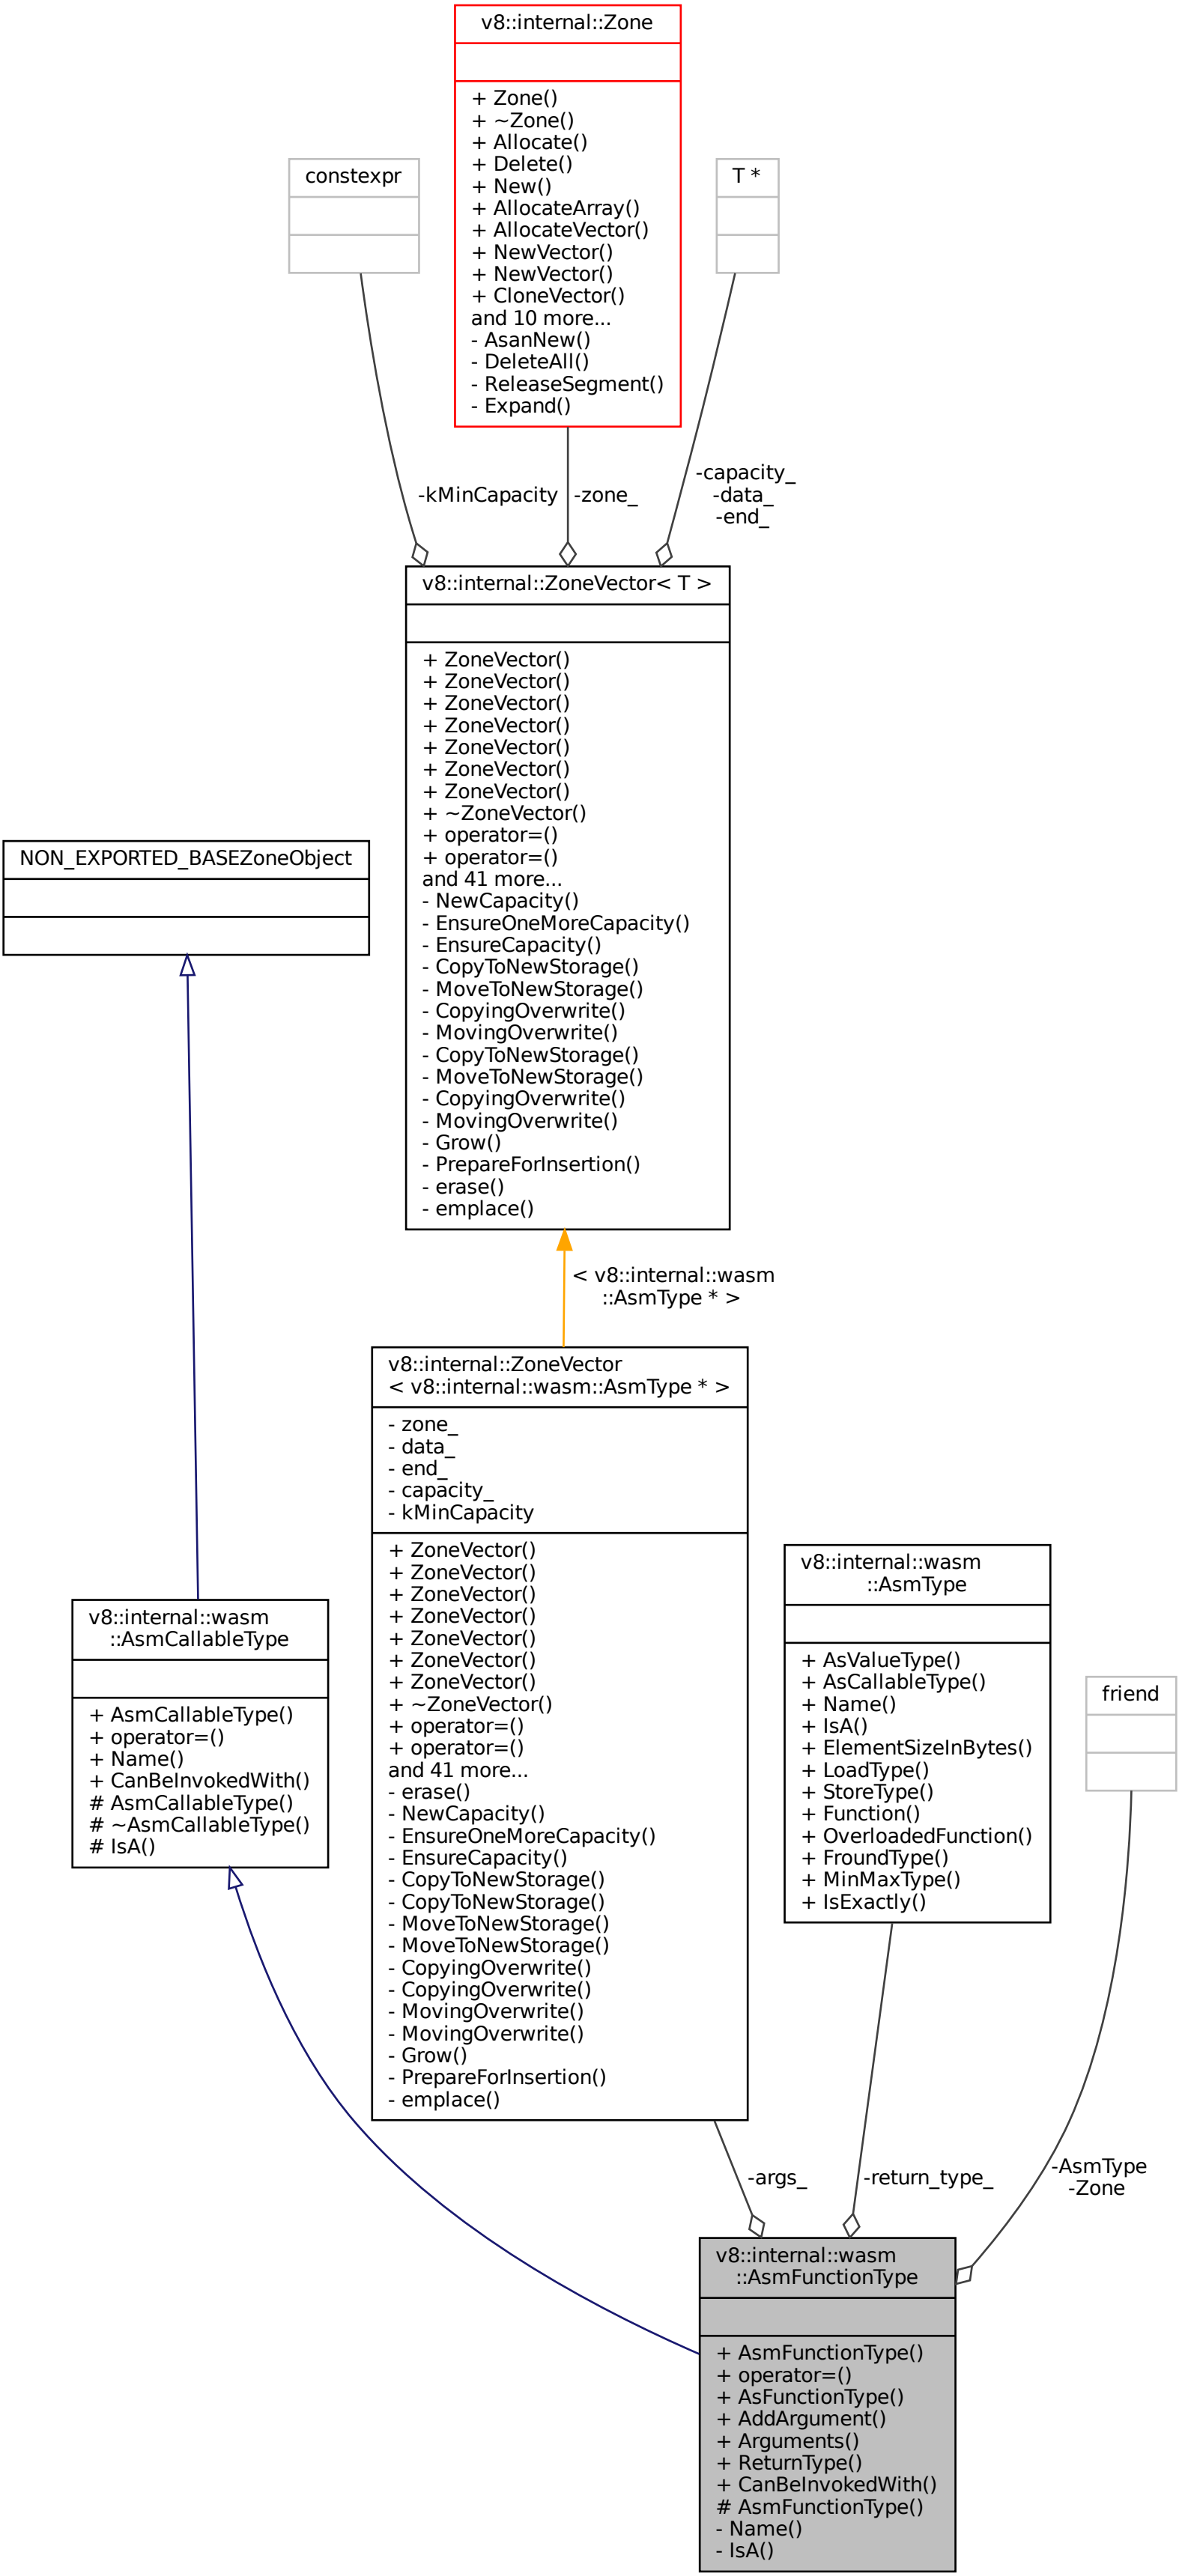 v8::internal::Zone
+ Zone()
+ ~Zone()
+ Allocate()
+ Delete()
+ New()
+ AllocateArray()
+ AllocateVector()
+ NewVector()
+ NewVector()
+ CloneVector()
and 10 more...
- AsanNew()
- DeleteAll()
- ReleaseSegment()
- Expand()
constexpr
T *
-kMinCapacity
-zone_
-capacity_
-data_
-end_
v8::internal::ZoneVector< T >
+ ZoneVector()
+ ZoneVector()
+ ZoneVector()
+ ZoneVector()
+ ZoneVector()
+ ZoneVector()
+ ZoneVector()
+ ~ZoneVector()
+ operator=()
+ operator=()
and 41 more...
- NewCapacity()
- EnsureOneMoreCapacity()
- EnsureCapacity()
- CopyToNewStorage()
- MoveToNewStorage()
- CopyingOverwrite()
- MovingOverwrite()
- CopyToNewStorage()
- MoveToNewStorage()
- CopyingOverwrite()
- MovingOverwrite()
- Grow()
- PrepareForInsertion()
- erase()
- emplace()
NON_EXPORTED_BASEZoneObject
< v8::internal::wasm
::AsmType * >
v8::internal::ZoneVector
< v8::internal::wasm::AsmType * >
- zone_
- data_
- end_
- capacity_
- kMinCapacity
+ ZoneVector()
+ ZoneVector()
+ ZoneVector()
+ ZoneVector()
+ ZoneVector()
+ ZoneVector()
+ ZoneVector()
+ ~ZoneVector()
+ operator=()
+ operator=()
and 41 more...
- erase()
- NewCapacity()
- EnsureOneMoreCapacity()
- EnsureCapacity()
- CopyToNewStorage()
- CopyToNewStorage()
- MoveToNewStorage()
- MoveToNewStorage()
- CopyingOverwrite()
- CopyingOverwrite()
- MovingOverwrite()
- MovingOverwrite()
- Grow()
- PrepareForInsertion()
- emplace()
v8::internal::wasm
::AsmCallableType
+ AsmCallableType()
+ operator=()
+ Name()
+ CanBeInvokedWith()
# AsmCallableType()
# ~AsmCallableType()
# IsA()
v8::internal::wasm
::AsmType
+ AsValueType()
+ AsCallableType()
+ Name()
+ IsA()
+ ElementSizeInBytes()
+ LoadType()
+ StoreType()
+ Function()
+ OverloadedFunction()
+ FroundType()
+ MinMaxType()
+ IsExactly()
friend
-args_
-return_type_
-AsmType
-Zone
v8::internal::wasm
::AsmFunctionType
+ AsmFunctionType()
+ operator=()
+ AsFunctionType()
+ AddArgument()
+ Arguments()
+ ReturnType()
+ CanBeInvokedWith()
# AsmFunctionType()
- Name()
- IsA()